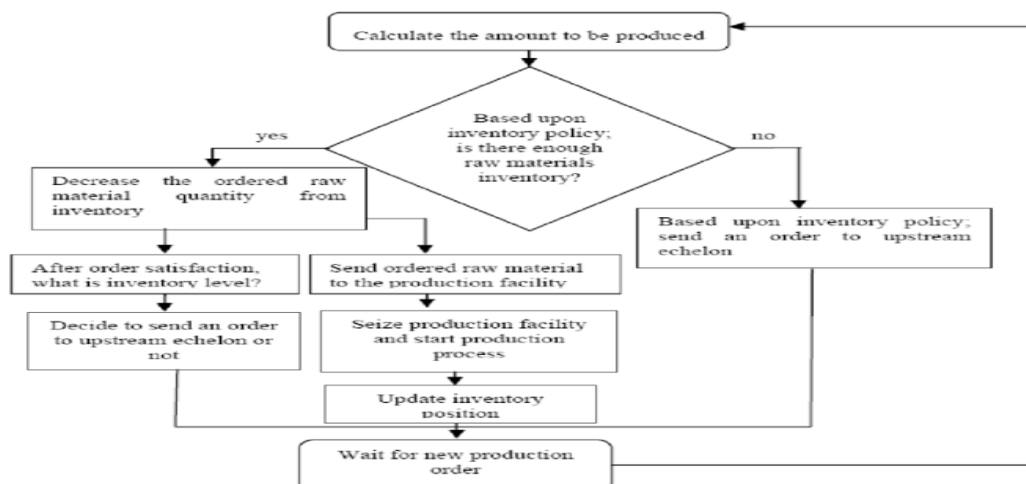 Calculate the amount to be produced
Based upon
inventory policy;
is there enough
raw materials
inventory?
yes
no
Decrease the ordered raw
material quantity from
inventory
Based upon inventory policy;
send an order to upstream
echelon
After order satisfaction,
what is inventory level?
Send ordered raw material
to the production facility
Decide to send an order
to upstream echelon or
not
Seize production facility
and start production
process
Update inventory
position
Wait for new production
order